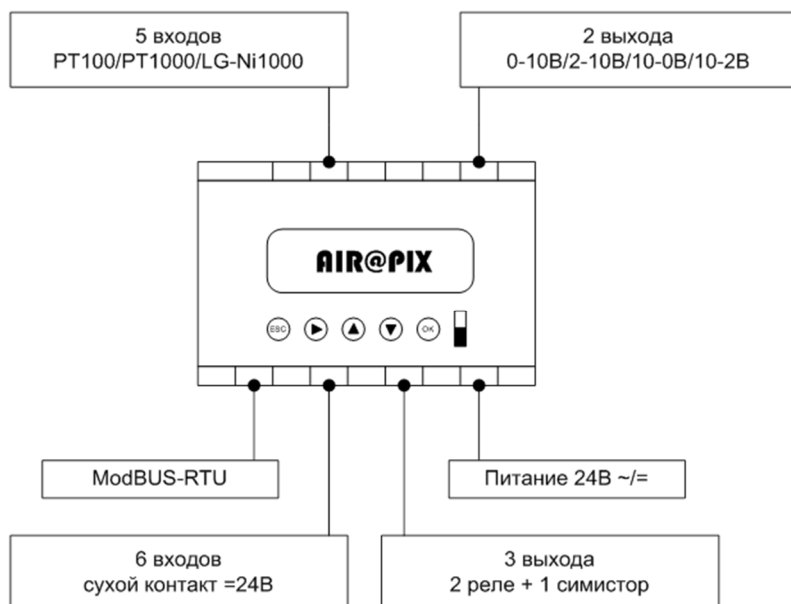 5 входов
PT100/PT1000/LG-Ni1000
2 выхода
0-10В/2-10В/10-0В/10-2В
AIR@PIX
ESC
OK
ModBUS-RTU
Питание 24В ~/=
6 входов
сухой контакт =24В
3 выхода
2 реле + 1 симистор